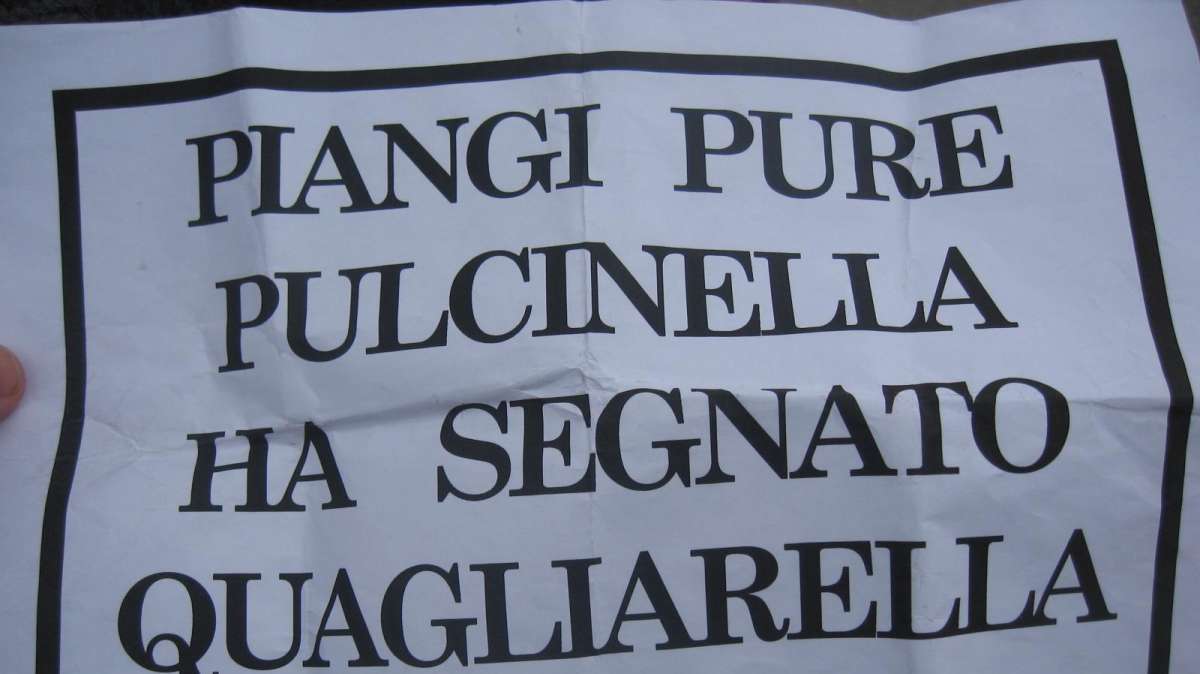 PIANGI PURE
PULCINELLA
HA SEGNATO
QUAGLIARELLA